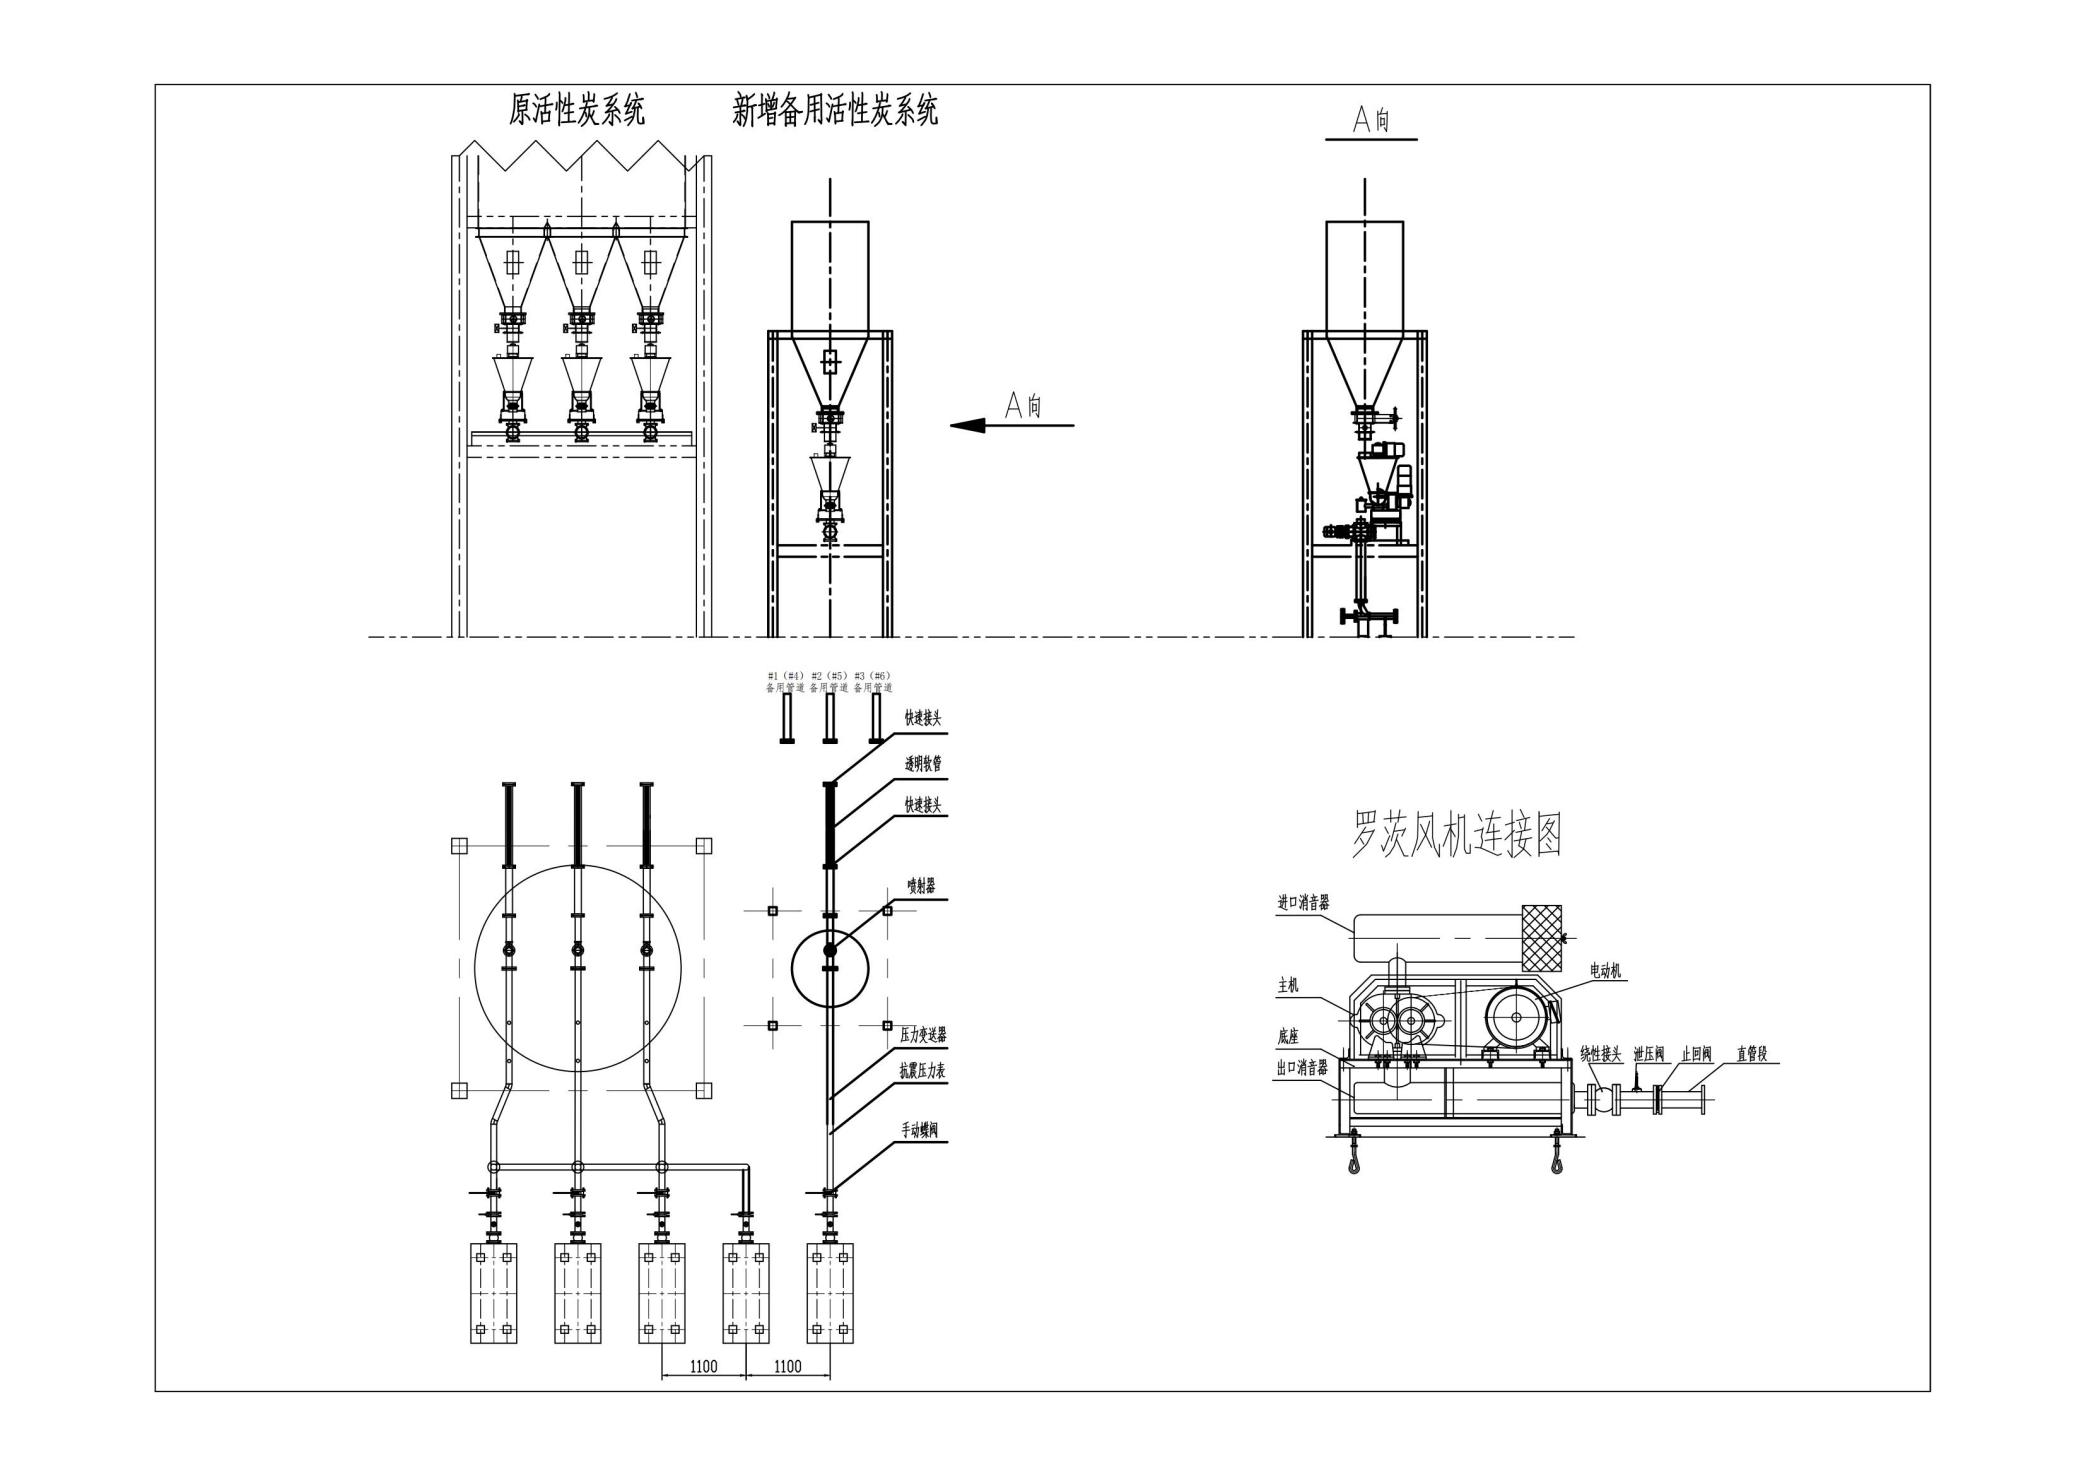 原活性炭系统
新增备用活性炭系统
A向
A向
#1（#4） #2（#5） #3（#6）
备用管道 备用管道 备用管道
快速接头
透明软管
快速接头
喷射器
压力变送器
抗震压力表
手动蝶阀
1100
1100
罗茨风机连接图
进口消音器
电动机
主机
底座
出口消音器
绕性接头
泄压阀
止回阀
直管段